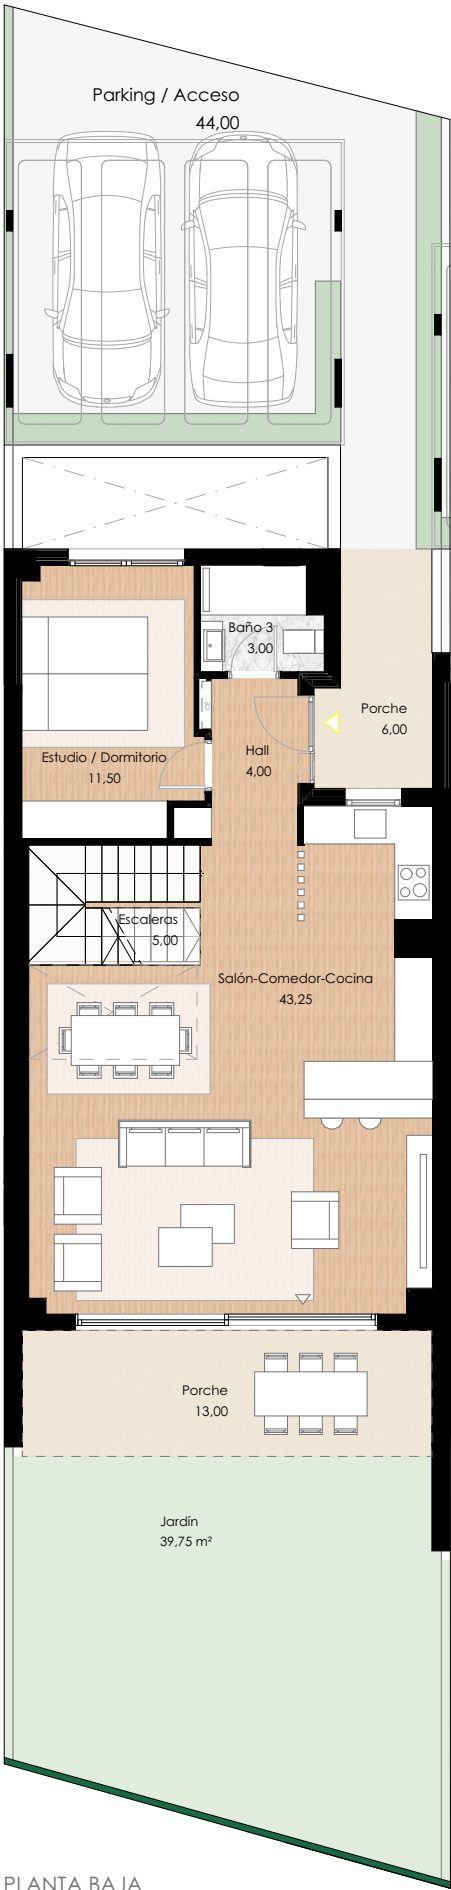 Parking / Acceso
44,00
Baño 3
3,00
Porche
6,00
Hall
4,00
Estudio / Dormitorio
11,50
Escaleras
5,00
Salón-Comedor-Cocina
43,25
Porche
13,00
Jardín
39,75 m²
PLANTA BAJA